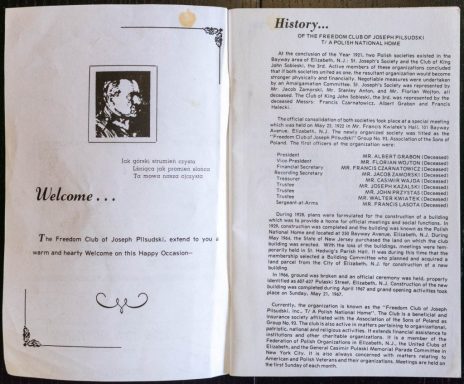 Jak górski strumień czysty
Lśniąca jak promień słońca
Ta mowa nasza ojczysta
Welcome...
The Freedom Club of Joseph Pilsudski, extend to you a
warm and hearty Welcome on this Happy Occasion—
History...
OF THE FREEDOM CLUB OF JOSEPH PILSUDSKI
T/A POLISH NATIONAL HOME
At the conclusion of the Year 1921, two Polish societies existed in the
Bayway area of Elizabeth, N.J.: St. Joseph's Society and the Club of King
John Sobieski, the 3rd. Active members of these organizations concluded
that if both societies united as one, the resultant organization would become
stronger physically and financially. Negotiable measures were undertaken
by an Amalgamation Committee. St. Joseph's Society was represented by
Mr. Jacob Zamorski, Mr. Stanley Anton, and Mr. Florian Wojton, all
deceased. The Club of King John Sobieski, the 3rd, was represented by the
deceased Messrs: Francis Czarnatowicz, Albert Grabon and Francis
Halecki.
The official consolidation of both societies took place at a special meeting
which was held on May 23, 1922 in Mr. Francis Kwiatek's Hall, 101 Bayway
Avenue, Elizabeth, N.J. The newly organized society was titled as the
"Freedom Club of Joseph Pilsudski" Group No. 93, Association of the Sons of
Poland. The first officers of the organization were:
President MR. ALBERT GRABON (Deceased)
Vice-President MR. FLORIAN WOJTON (Deceased)
Financial Secretary MR. FRANCIS CZARNATOWICZ (Deceased)
Recording Secretary MR. JACOB ZAMORSKI (Deceased)
Treasurer MR. CASIMIR WAJDA (Deceased)
Trustee MR. JOSEPH KAZALSKI (Deceased)
Trustee MR. JOHN PRZYSTAS (Deceased)
Trustee MR. WALTER KWIATEK (Deceased)
Sergeant-at-Arms MR. FRANCIS LASOTA (Deceased)
During 1928, plans were formulated for the construction of a building
which was to provide a home for official meetings and social functions. In
1929, construction was completed and the building was known as the Polish
National Home and located at 250 Bayway Avenue, Elizabeth, N.J. During
May 1964, the State of New Jersey purchased the land on which the club
building was erected. With the loss of buildings, meetings were tem-
porarily held in St. Hedwig's Parish Hall. It was during this time that the
membership selected a Building Committee who planned and acquired a
land parcel from the City of Elizabeth, N.J. for construction of a new
building.
In 1966, ground was broken and an official ceremony was held, properly
identified as 407-427 Pulaski Street, Elizabeth, N.J. Construction of the new
building was completed during April 1967 and grand opening activities took
place on Sunday, May 21, 1967.
Currently, the organization is known as the "Freedom Club of Joseph
Pilsudski, Inc., T/A Polish National Home". The Club is a beneficial and
insurance society affiliated with the Association of the Sons of Poland as
Group No. 93. The club is also active in matters pertaining to organizational,
patriotic, national and religious activities. It extends financial assistance to
institutions and other charitable organizations. It is a member of the
Federation of Polish Organizations in Elizabeth, N.J., the United Clubs of
Elizabeth, and the General Casimir Pulaski Memorial Parade Committee in
New York City. It is also always concerned with matters relating to
American and Polish Veterans and their organizations. Meetings are held on
the first Sunday of each month.